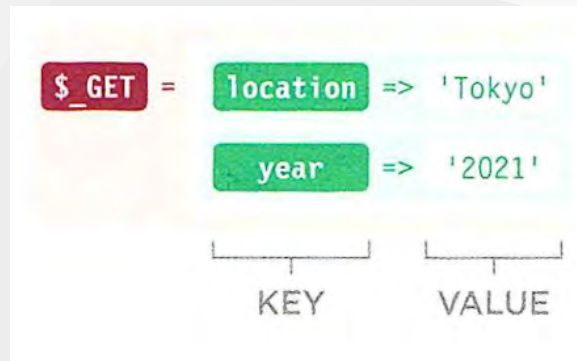 $_GET = location => 'Tokyo'
year => '2021'
KEY VALUE